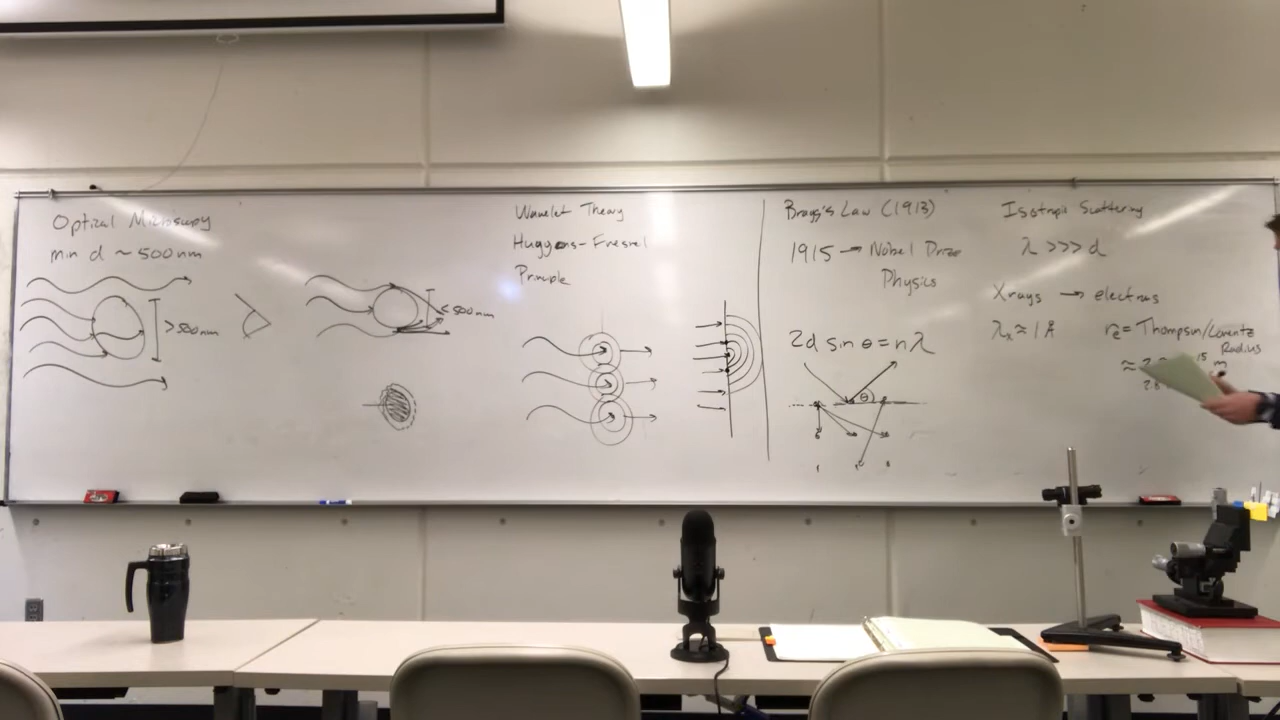 Optical Microscopy
min d ~ 500nm
>500nm
<500nm
Wavelet Theory
Huygens-Fresnel
Principle
Bragg's Law (1913)
1915 → Nobel Prize
Physics
2d sin θ = nλ
θ
Isotropic Scattering
λ >>> d
Xrays → electrons
λₓ ≈ 1 Å
rₑ = Thompson/Lorentz
Radius